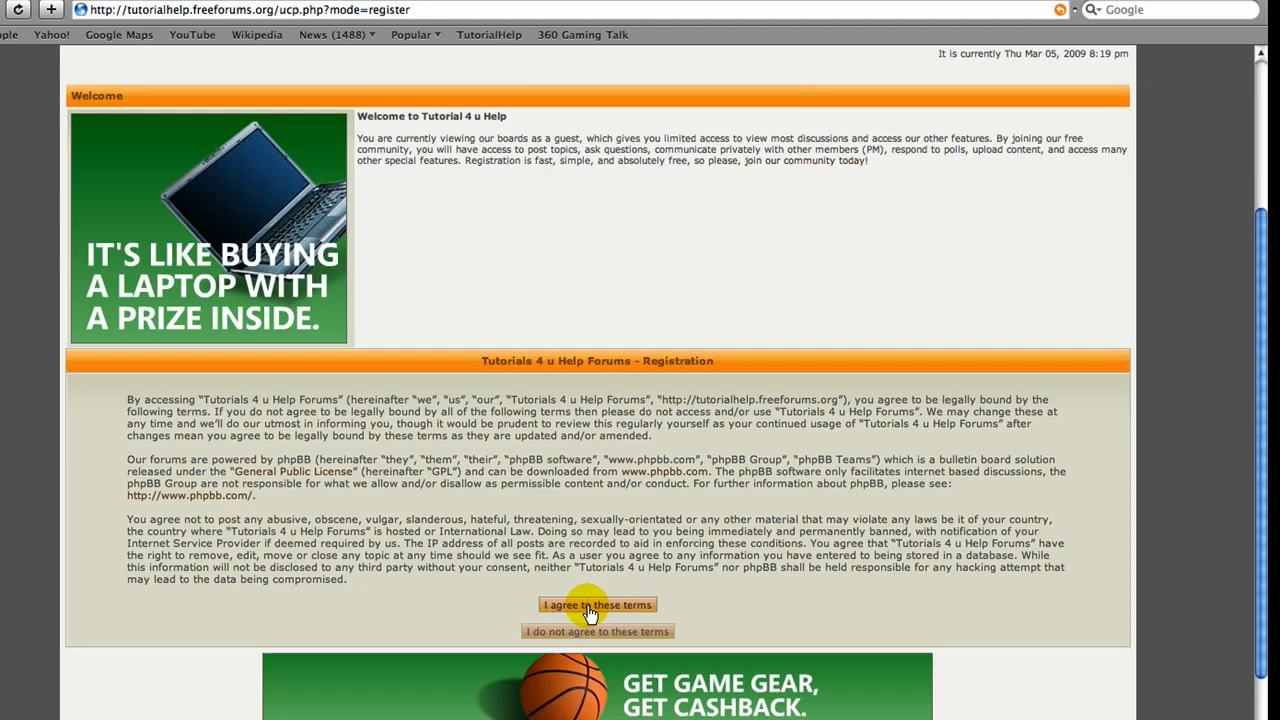 http://tutorialhelp.freeforums.org/ucp.php?mode=register
Google
ple Yahoo! Google Maps YouTube Wikipedia News (1488) Popular TutorialHelp 360 Gaming Talk
It is currently Thu Mar 05, 2009 8:19 pm
Welcome
Welcome to Tutorial 4 u Help
You are currently viewing our boards as a guest, which gives you limited access to view most discussions and access our other features. By joining our free
community, you will have access to post topics, ask questions, communicate privately with other members (PM), respond to polls, upload content, and access many
other special features. Registration is fast, simple, and absolutely free, so please, join our community today!
IT'S LIKE BUYING
A LAPTOP WITH
A PRIZE INSIDE.
Tutorials 4 u Help Forums - Registration
By accessing “Tutorials 4 u Help Forums” (hereinafter “we”, “us”, “our”, “Tutorials 4 u Help Forums”, “http://tutorialhelp.freeforums.org”), you agree to be legally bound by the
following terms. If you do not agree to be legally bound by all of the following terms then please do not access and/or use “Tutorials 4 u Help Forums”. We may change these at
any time and we’ll do our utmost in informing you, though it would be prudent to review this regularly yourself as your continued usage of “Tutorials 4 u Help Forums” after
changes mean you agree to be legally bound by these terms as they are updated and/or amended.
Our forums are powered by phpBB (hereinafter “they”, “them”, “their”, “phpBB software”, “www.phpbb.com”, “phpBB Group”, “phpBB Teams”) which is a bulletin board solution
released under the “General Public License” (hereinafter “GPL”) and can be downloaded from www.phpbb.com. The phpBB software only facilitates internet based discussions, the
phpBB Group are not responsible for what we allow and/or disallow as permissible content and/or conduct. For further information about phpBB, please see:
http://www.phpbb.com/.
You agree not to post any abusive, obscene, vulgar, slanderous, hateful, threatening, sexually-orientated or any other material that may violate any laws be it of your country,
the country where “Tutorials 4 u Help Forums” is hosted or International Law. Doing so may lead to you being immediately and permanently banned, with notification of your
Internet Service Provider if deemed required by us. The IP address of all posts are recorded to aid in enforcing these conditions. You agree that “Tutorials 4 u Help Forums” have
the right to remove, edit, move or close any topic at any time should we see fit. As a user you agree to any information you have entered to being stored in a database. While
this information will not be disclosed to any third party without your consent, neither “Tutorials 4 u Help Forums” nor phpBB shall be held responsible for any hacking attempt that
may lead to the data being compromised.
I agree to these terms
I do not agree to these terms
GET GAME GEAR,
GET CASHBACK.